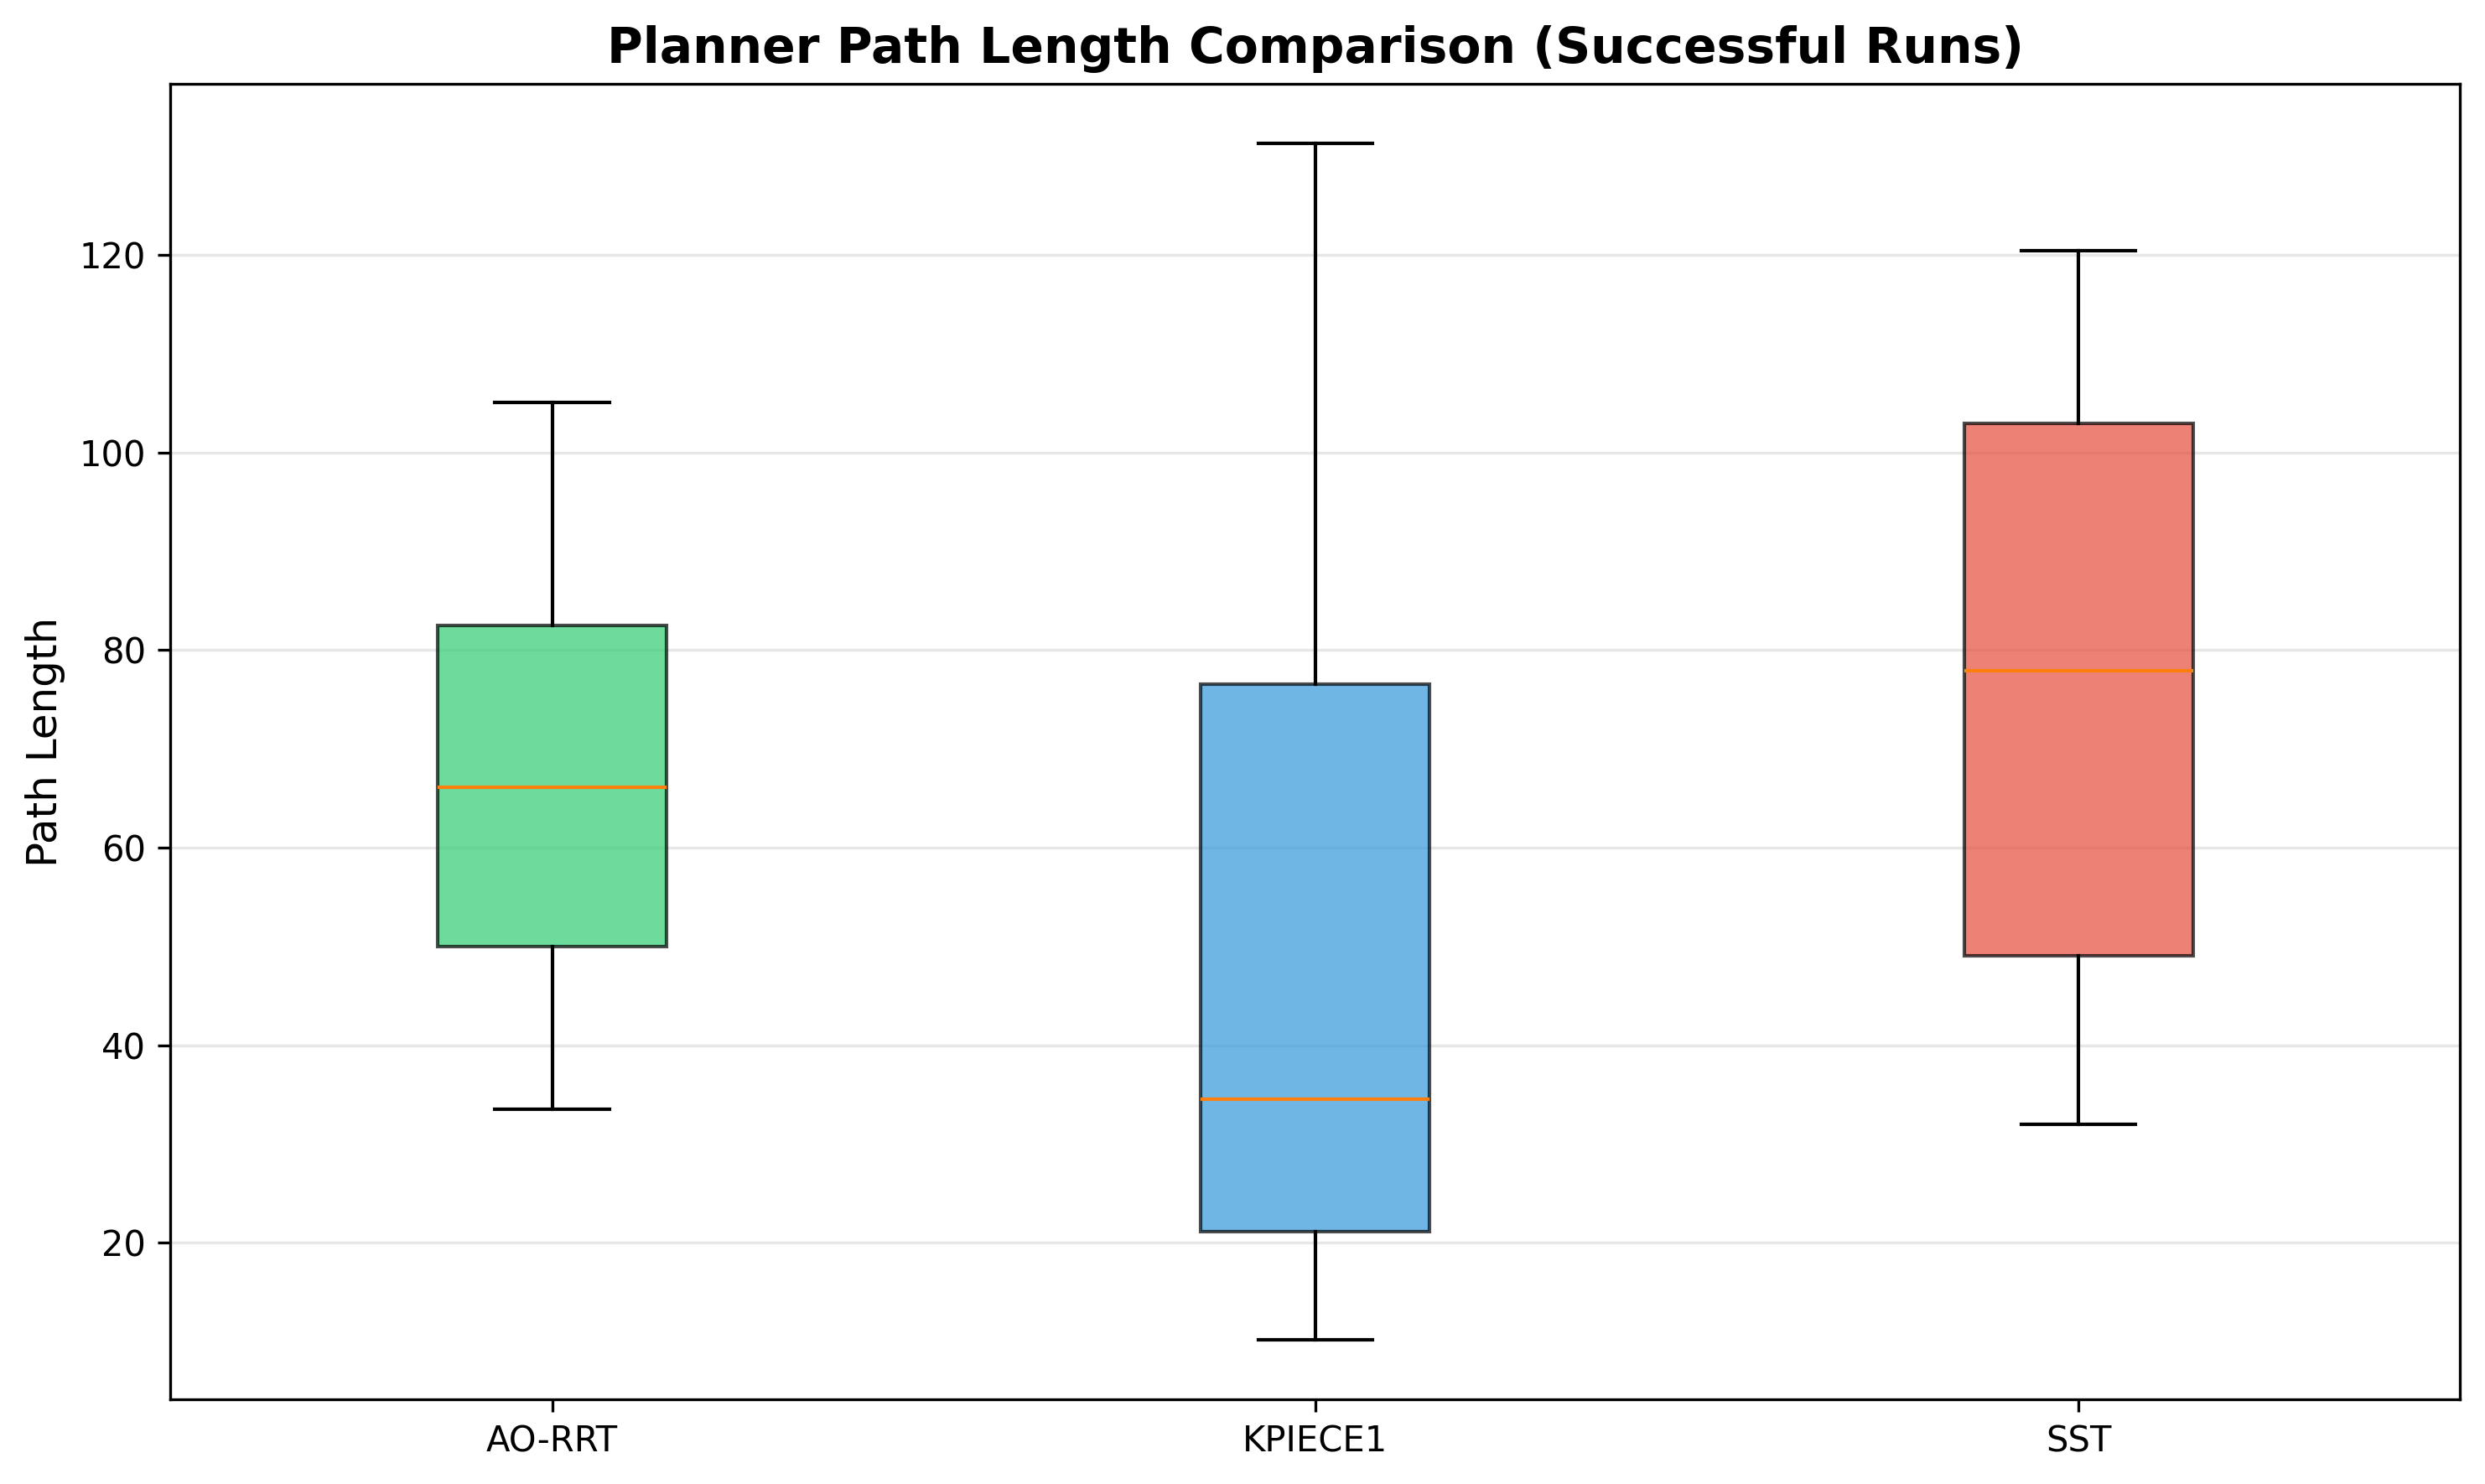 Planner Path Length Comparison (Successful Runs)
Path Length
120
100
80
60
40
20
AO-RRT
KPIECE1
SST